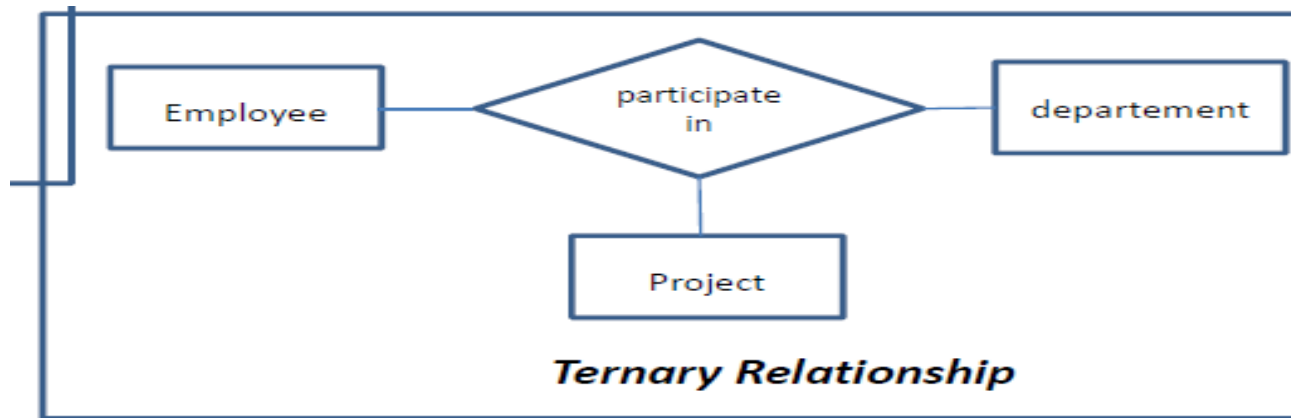 Employee
participate
in
departement
Project
Ternary Relationship